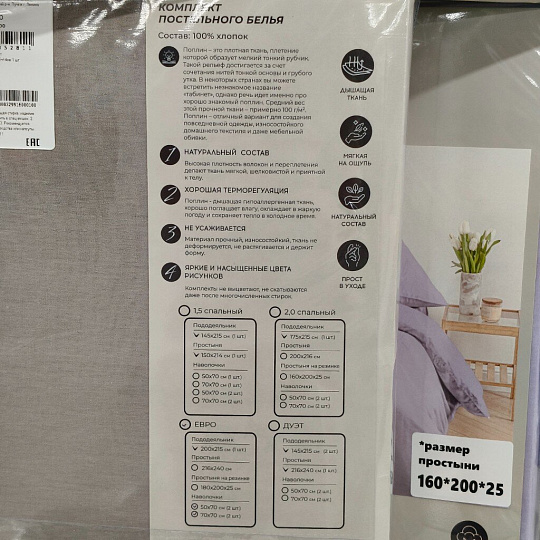 КОМПЛЕКТ
ПОСТЕЛЬНОГО БЕЛЬЯ
Состав: 100% хлопок
Поплин - это плотная ткань, плетение
которой образует мелкий тонкий рубчик.
Такой рельеф достигается за счет
сочетания нитей тонкой основы и грубого
утка. В некоторых странах вы можете
встретить незнакомое название
«табинет», однако речь идет именно про
хорошо знакомый поплин. Средний вес
этой прочной ткани – примерно 100 г/м².
Поплин - отличный вариант для создания
повседневной одежды, износостойкого
домашнего текстиле и даже мебельной
обивки.
1 НАТУРАЛЬНЫЙ СОСТАВ
Высокая плотность волокон и переплетения
делают ткань мягкой, шелковистой и приятной
к телу.
2 ХОРОШАЯ ТЕРМОРЕГУЛЯЦИЯ
Поплин - дышащая гипоаллергенная ткань,
хорошо поглощает влагу, охлаждает в жаркую
погоду и сохраняет тепло в холодное время.
3 НЕ УСАЖИВАЕТСЯ
Материал прочный, износостойкий, ткань не
деформируется, не растягивается и держит
форму.
4 ЯРКИЕ И НАСЫЩЕННЫЕ ЦВЕТА
РИСУНКОВ
Комплекты не выцветают, не скатываются
даже после многочисленных стирок.
ДЫШАЩАЯ
ТКАНЬ
МЯГКАЯ
НА ОЩУПЬ
НАТУРАЛЬНЫЙ
СОСТАВ
ПРОСТ
В УХОДЕ
1,5 спальный
Пододеяльник
145х215 см (1 шт.)
Простыня
150х214 см (1 шт.)
Наволочки
50х70 см (1 шт.)
70х70 см (1 шт.)
50х70 см (2 шт.)
70х70 см (2 шт.)
2,0 спальный
Пододеяльник
175х215 см (1 шт.)
Простыня
200х216 см
Простыня на резинке
160х200х25 см
Наволочки
50х70 см (2 шт.)
70х70 см (2 шт.)
ЕВРО
Пододеяльник
200х215 см (1 шт.)
Простыня
216х240 см
Простыня на резинке
180х200х25 см
Наволочки
50х70 см (2 шт.)
70х70 см (2 шт.)
ДУЭТ
Пододеяльник
145х215 см (2 шт.)
Простыня
216х240 см (1 шт.)
Наволочки
50х70 см (2 шт.)
70х70 см (2 шт.)
*размер
простыни
160*200*25
EAC